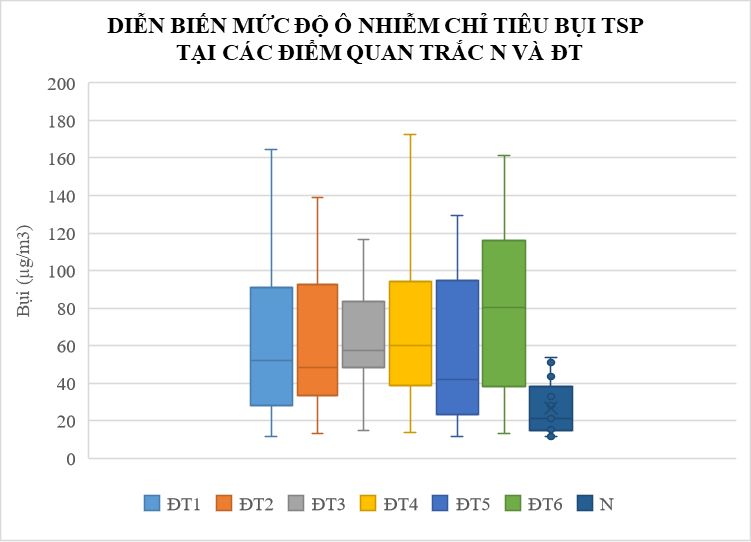 DIỄN BIẾN MỨC ĐỘ Ô NHIỄM CHỈ TIÊU BỤI TSP
TẠI CÁC ĐIỂM QUAN TRẮC N VÀ ĐT
200
180
160
140
120
100
80
60
40
20
0
Bụi (µg/m3)
ĐT1 ĐT2 ĐT3 ĐT4 ĐT5 ĐT6 N